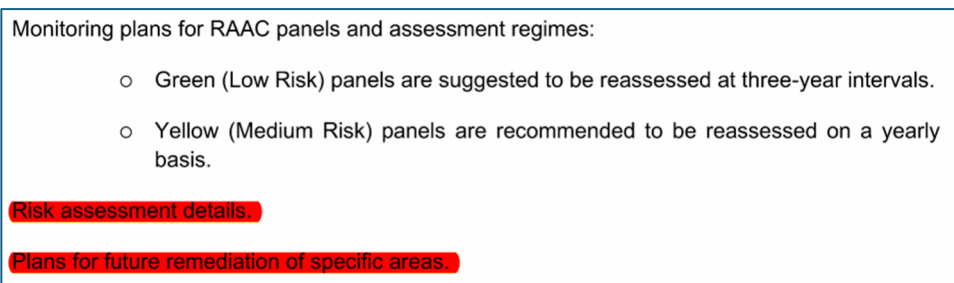 Monitoring plans for RAAC panels and assessment regimes:
○ Green (Low Risk) panels are suggested to be reassessed at three-year intervals.
○ Yellow (Medium Risk) panels are recommended to be reassessed on a yearly
basis.
Risk assessment details.
Plans for future remediation of specific areas.